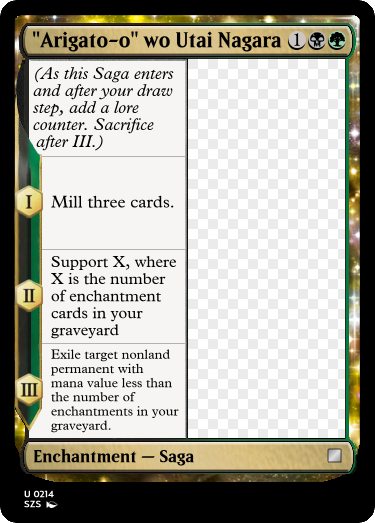 "Arigato-o" wo Utai Nagara 1
(As this Saga enters
and after your draw
step, add a lore
counter. Sacrifice
after III.)
I
Mill three cards.
II
Support X, where
X is the number
of enchantment
cards in your
graveyard
III
Exile target nonland
permanent with
mana value less than
the number of
enchantments in your
graveyard.
Enchantment — Saga
U 0214
SZS